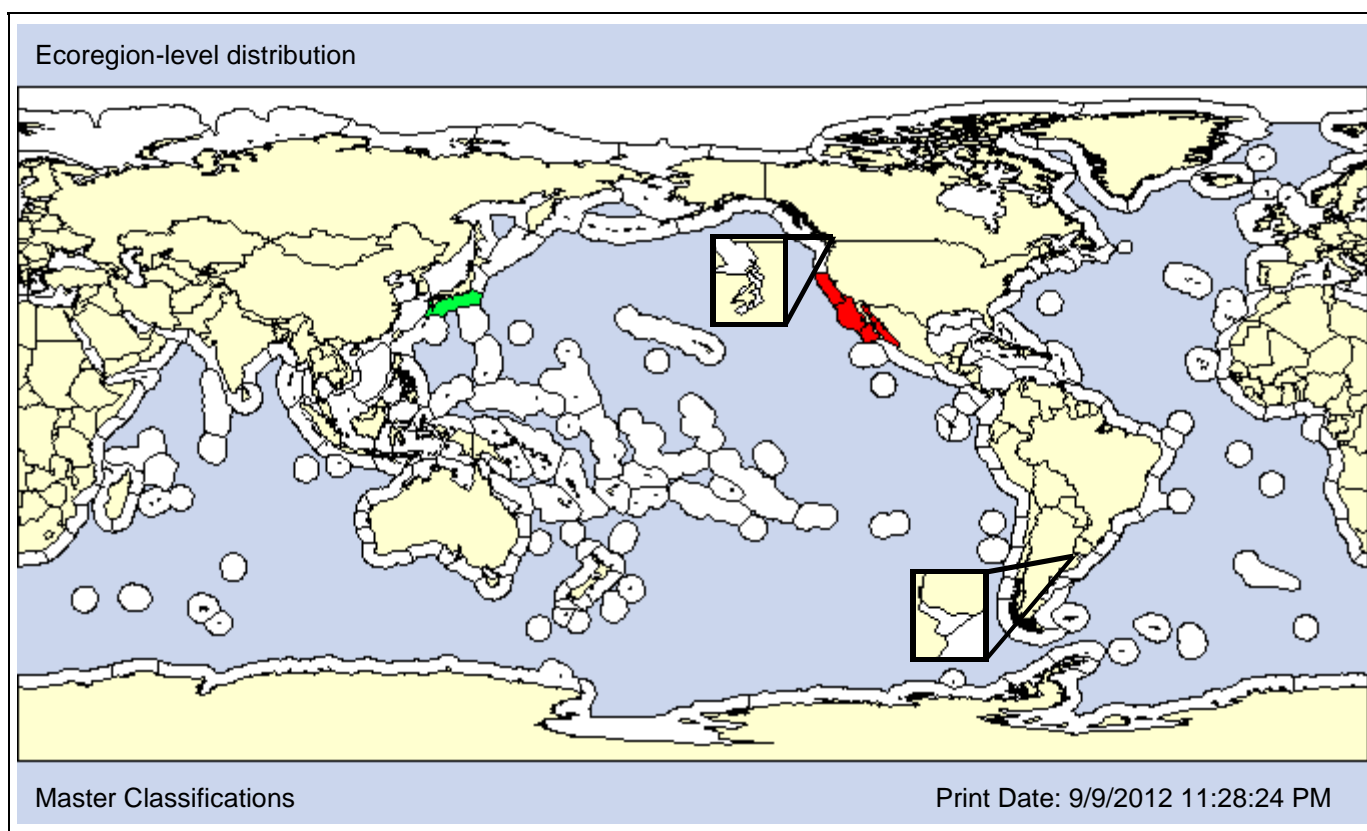 Ecoregion-level distribution
Master Classifications
Print Date: 9/9/2012 11:28:24 PM